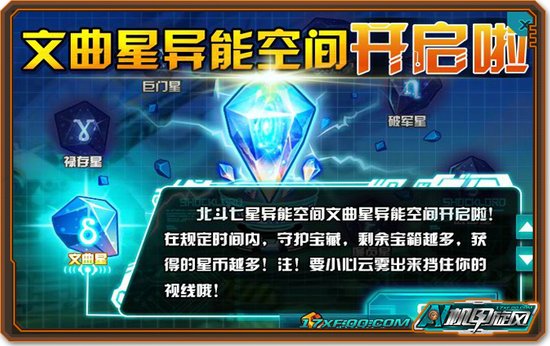 文曲星异能空间开启啦
巨门星
破军星
γ
禄存星
SHOCKLORD
δ
文曲星
北斗七星异能空间文曲星异能空间开启啦！
在规定时间内，守护宝藏，剩余宝箱越多，获
得的星币越多！注！要小心云雾出来挡住你的
视线哦！
17XF.QQ.COM
机甲旋风